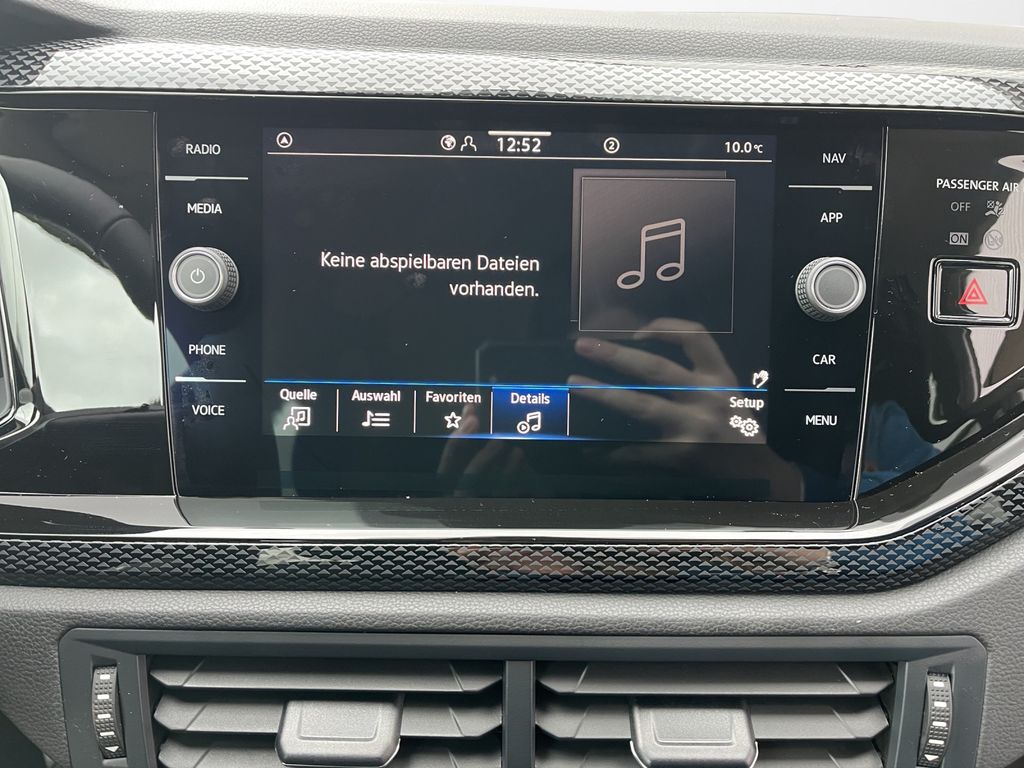 12:52
2
10.0°C
RADIO
MEDIA
PHONE
VOICE
Keine abspielbaren Dateien
vorhanden.
Quelle
Auswahl
Favoriten
Details
Setup
NAV
APP
CAR
MENU
PASSENGER AIR
OFF
ON